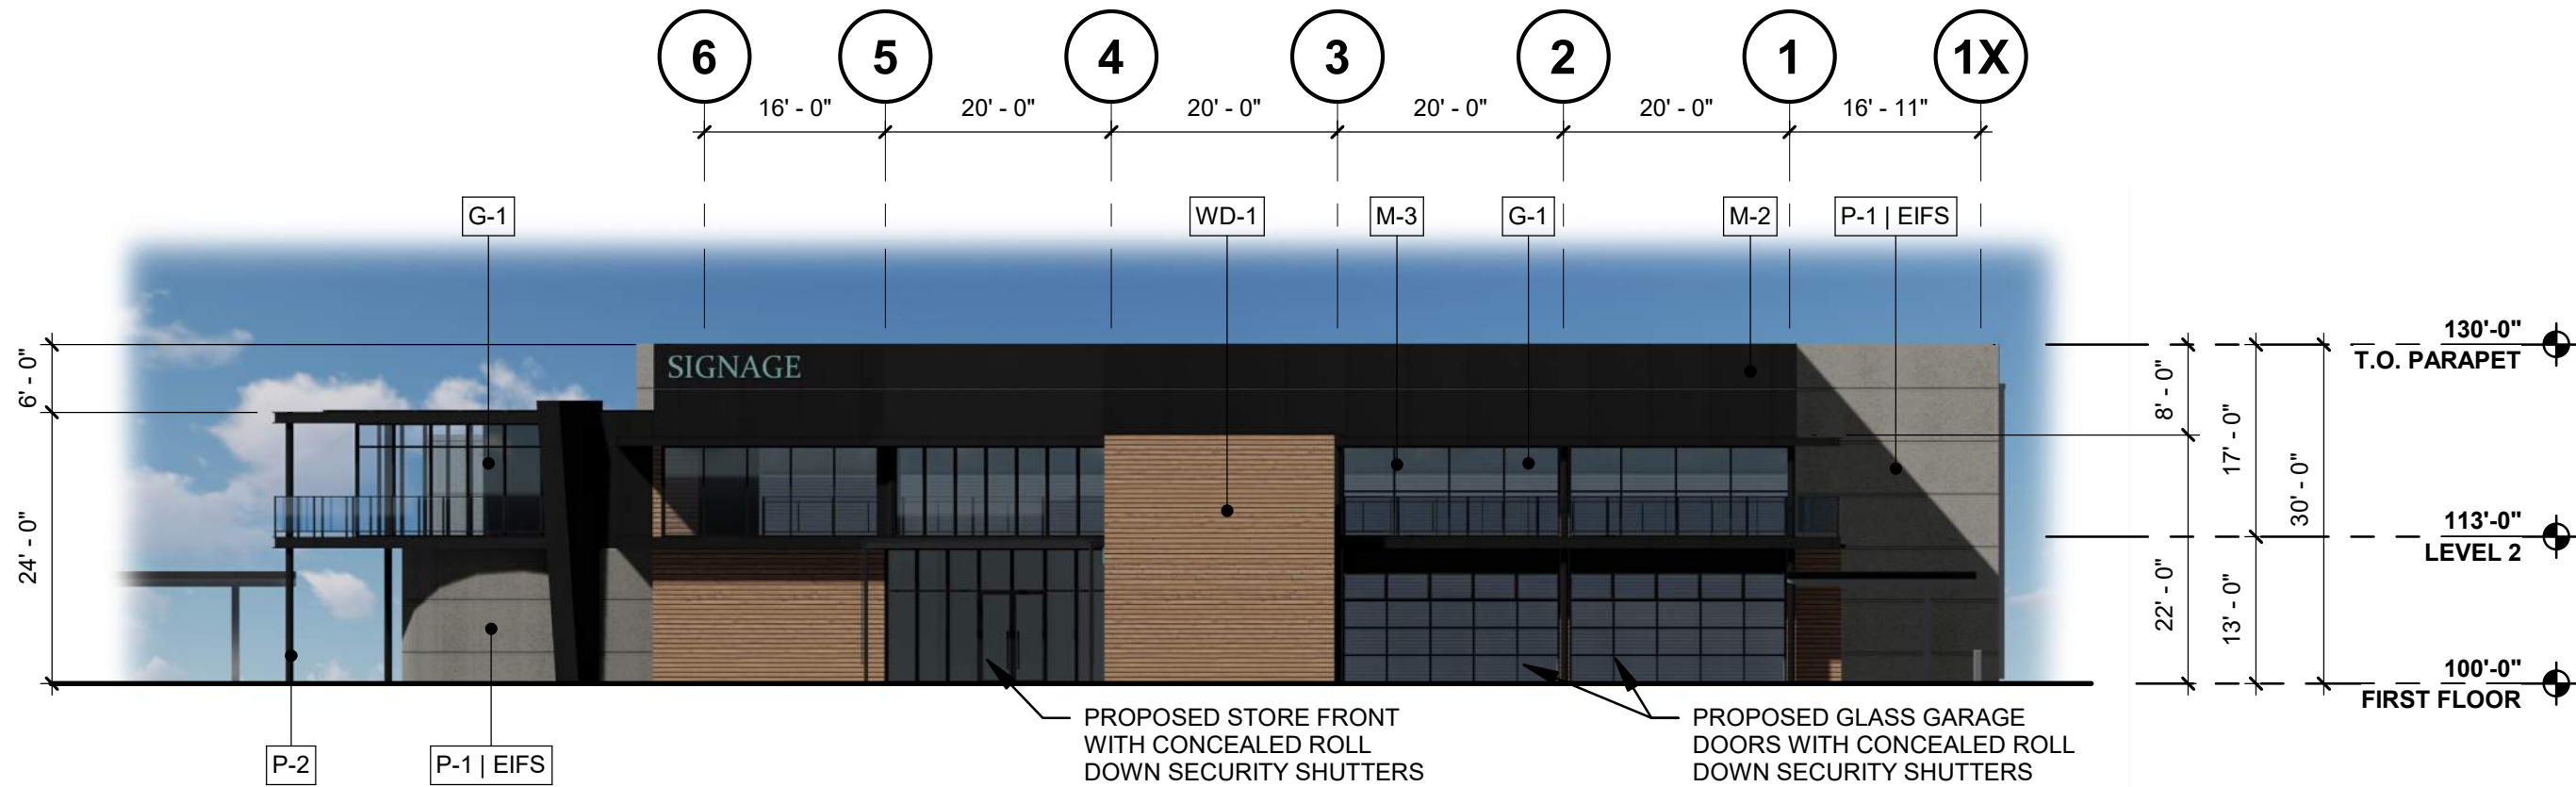 6 5 4 3 2 1 1X
16' - 0" 20' - 0" 20' - 0" 20' - 0" 20' - 0" 16' - 11"
G-1 WD-1 M-3 G-1 M-2 P-1 | EIFS
6' - 0"
24' - 0"
SIGNAGE
8' - 0"
22' - 0"
17' - 0"
13' - 0"
30' - 0"
130'-0"
T.O. PARAPET
113'-0"
LEVEL 2
100'-0"
FIRST FLOOR
P-2 P-1 | EIFS
PROPOSED STORE FRONT
WITH CONCEALED ROLL
DOWN SECURITY SHUTTERS
PROPOSED GLASS GARAGE
DOORS WITH CONCEALED ROLL
DOWN SECURITY SHUTTERS